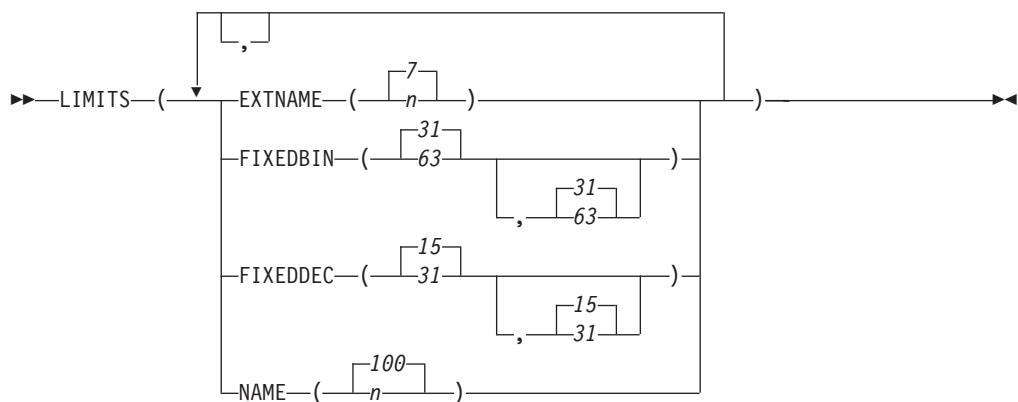 ,
7
LIMITS ( EXTNAME ( n ) )
31
FIXEDBIN ( 63 )
31
, 63
15
FIXEDDEC ( 31 )
15
, 31
100
NAME ( n )